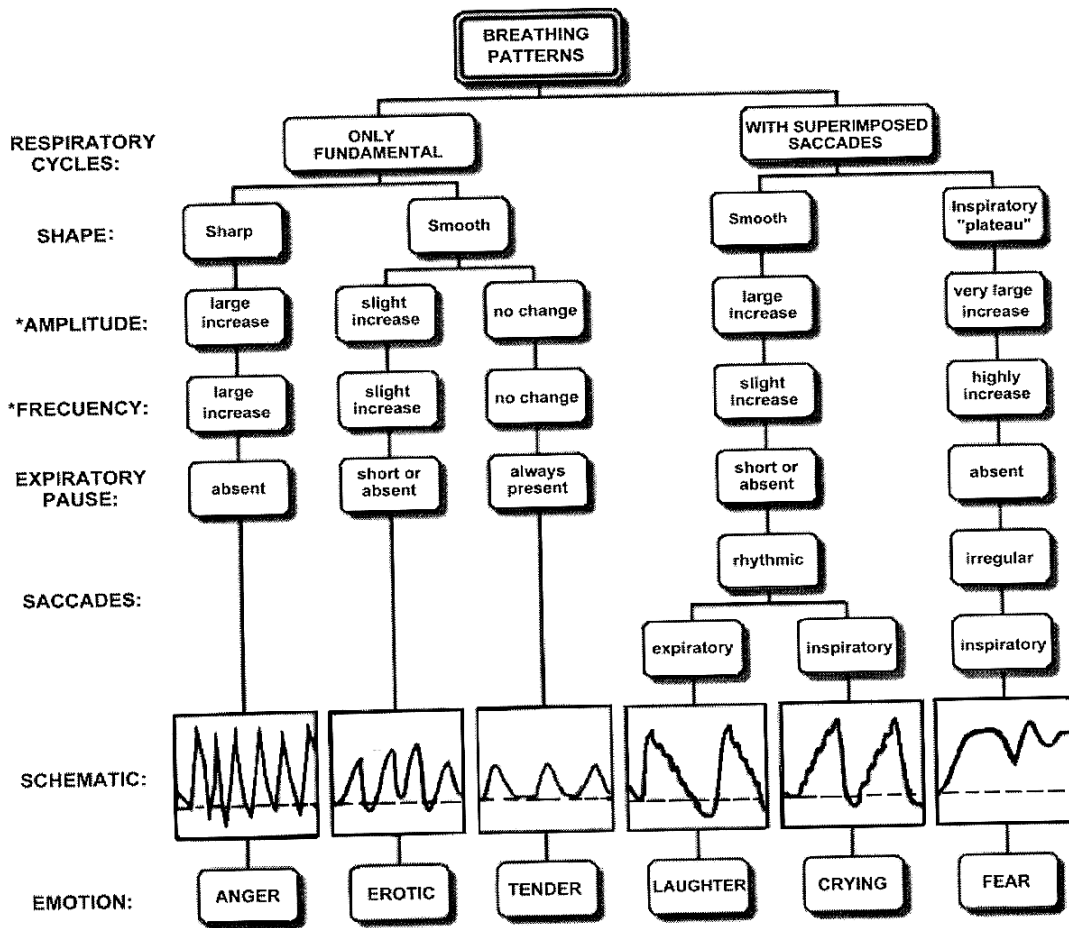 BREATHING
PATTERNS
RESPIRATORY
CYCLES:
ONLY
FUNDAMENTAL
WITH SUPERIMPOSED
SACCADES
SHAPE:
Sharp
Smooth
Smooth
Inspiratory
"plateau"
*AMPLITUDE:
large
increase
slight
increase
no change
large
increase
very farge
increase
*FRECUENCY:
large
increase
slight
increase
no change
slight
increase
highly
increase
EXPIRATORY
PAUSE:
absent
short or
absent
always
present
short or
absent
absent
SACCADES:
rhythmic
irregular
expiratory
inspiratory
inspiratory
SCHEMATIC:
EMOTION:
ANGER
EROTIC
TENDER
LAUGHTER
CRYING
FEAR